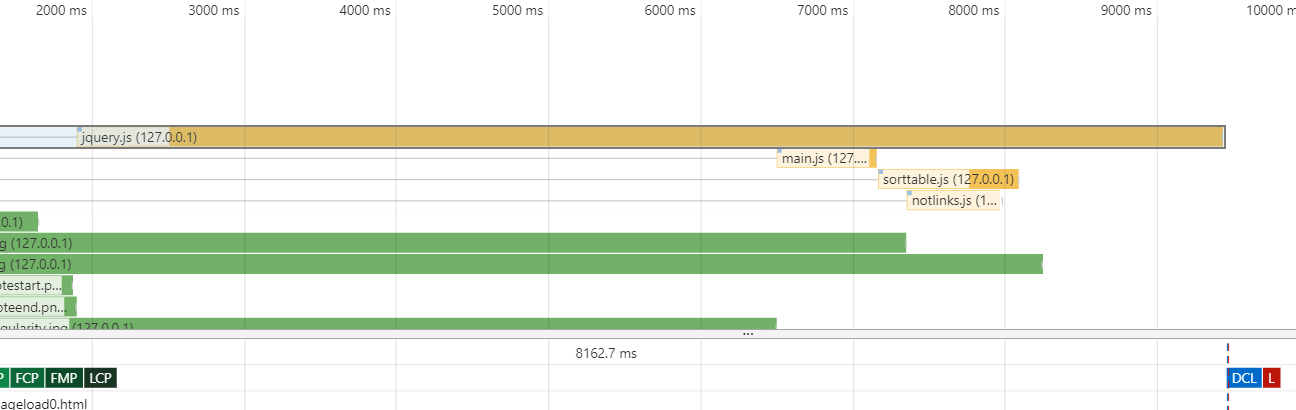 2000 ms 3000 ms 4000 ms 5000 ms 6000 ms 7000 ms 8000 ms 9000 ms 10000 m
jquery.js (127.0.0.1)
main.js (127....
sorttable.js (127.0.0.1)
notlinks.js (1...
.0.1)
g (127.0.0.1)
g (127.0.0.1)
otestart.p...
oteend.pn...
gularity.jpg (127.0.0.1)
...
8162.7 ms
P FCP FMP LCP DCL L
ageload0.html